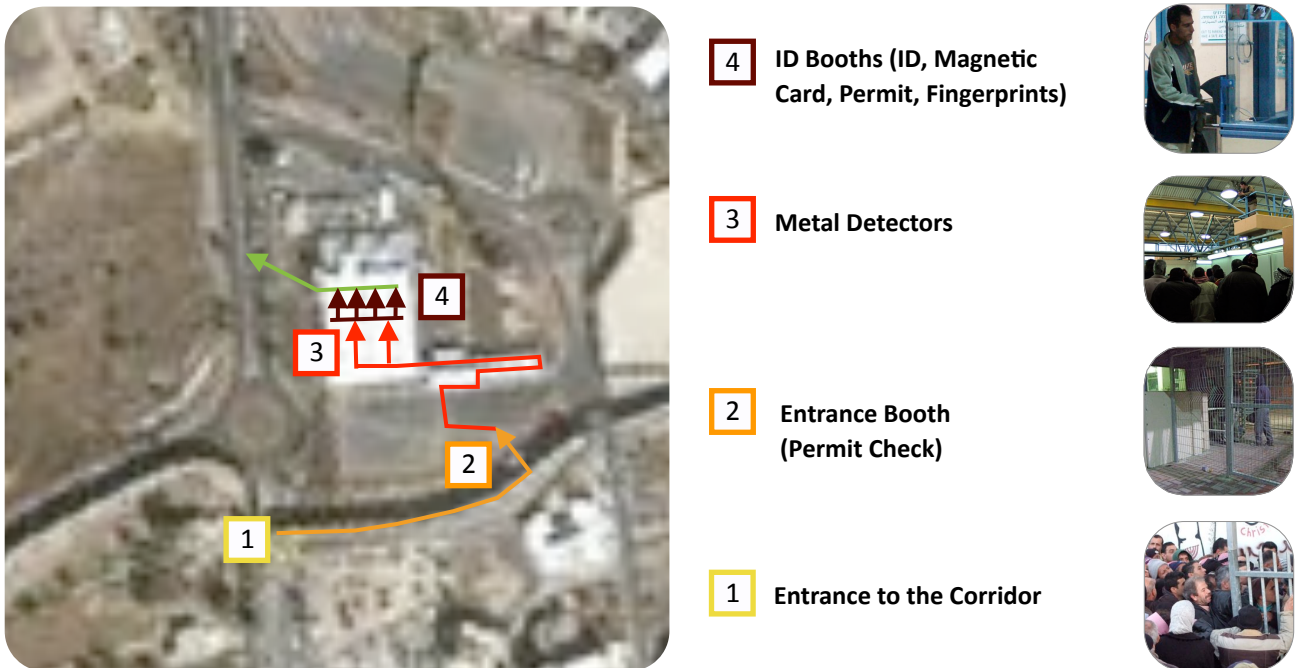 4
ID Booths (ID, Magnetic
Card, Permit, Fingerprints)
3
Metal Detectors
2
Entrance Booth
(Permit Check)
1
Entrance to the Corridor
4
3
2
1
Christ